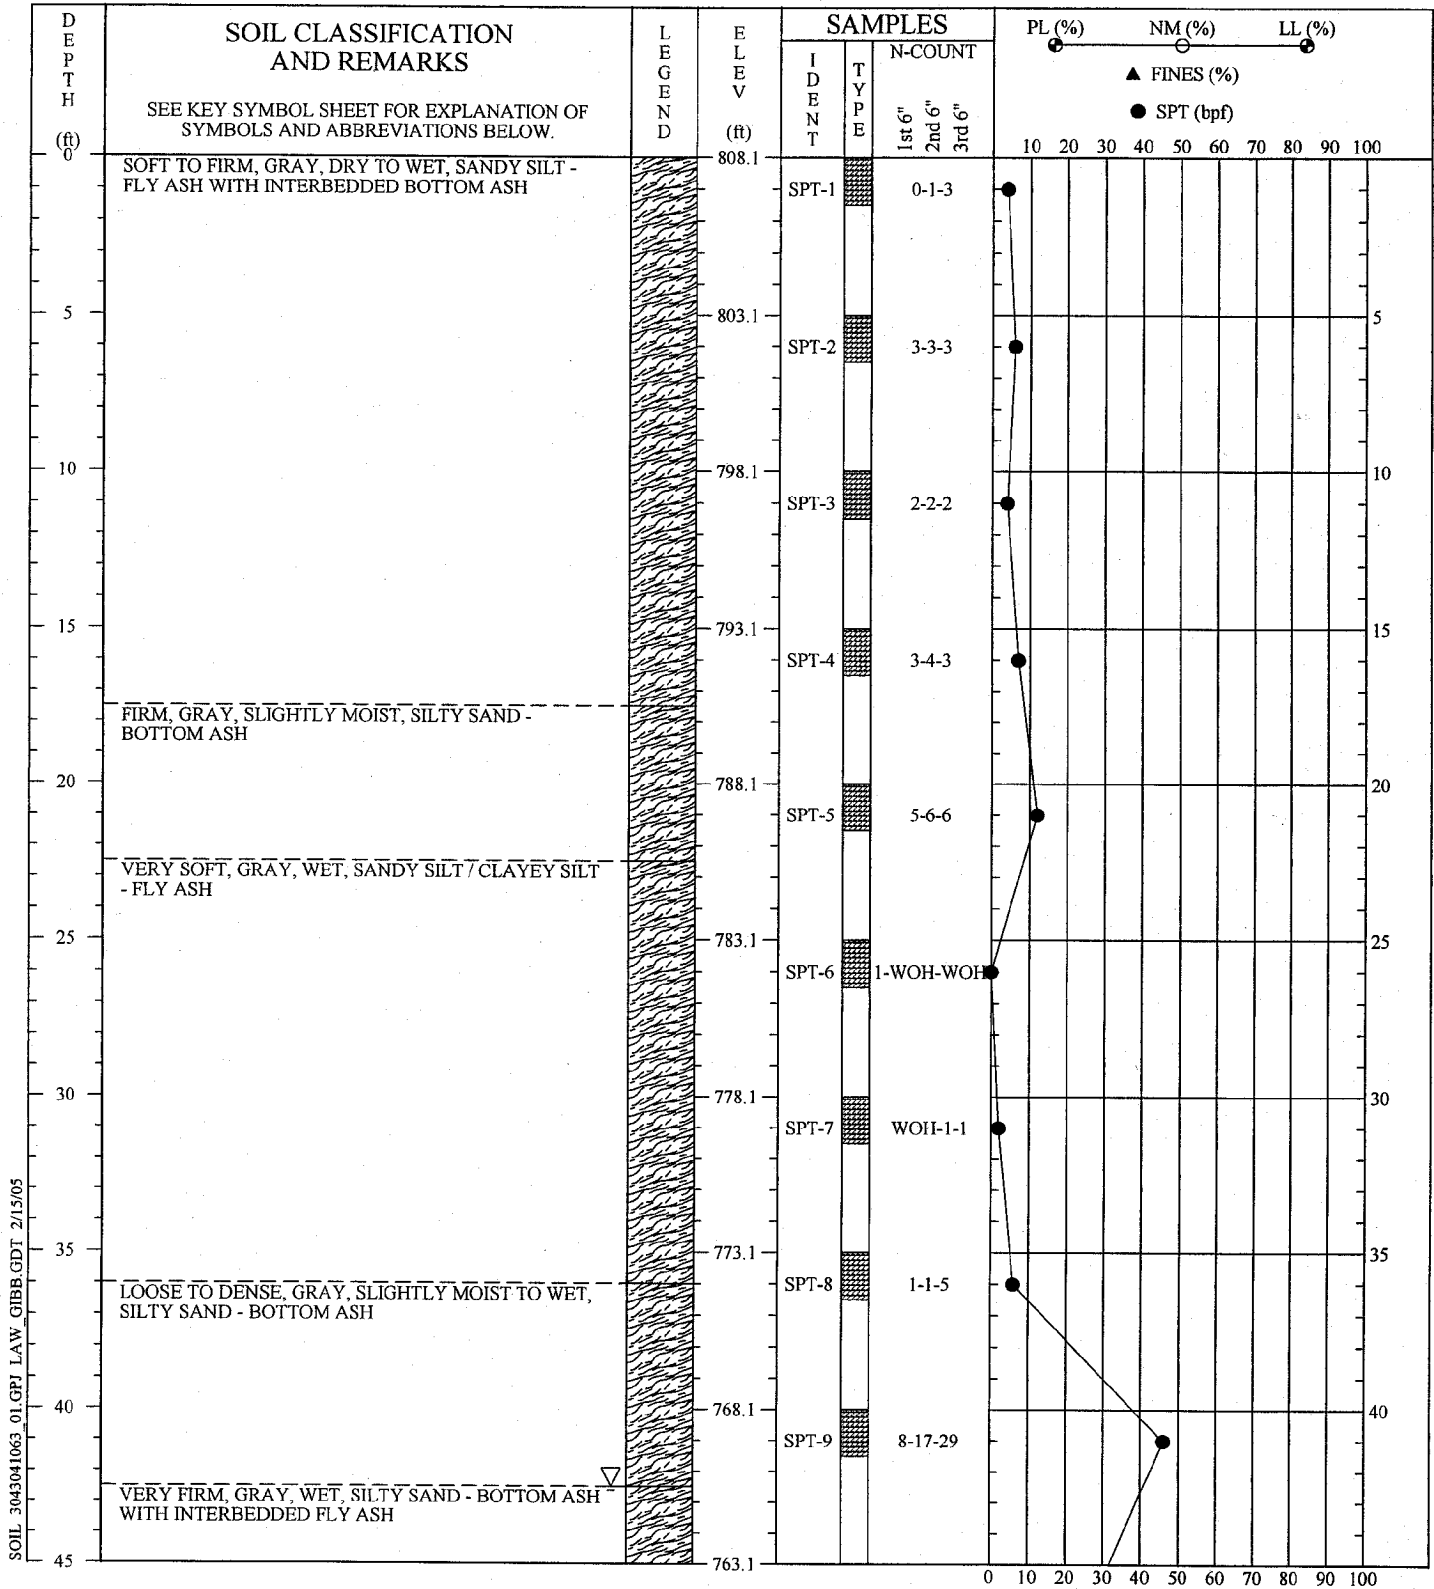 DEPTH (ft)
SOIL CLASSIFICATION
AND REMARKS
SEE KEY SYMBOL SHEET FOR EXPLANATION OF
SYMBOLS AND ABBREVIATIONS BELOW.
LEGEND
ELEV (ft)
SAMPLES
IDENT
TYPE
N-COUNT
1st 6"
2nd 6"
3rd 6"
PL (%) NM (%) LL (%)
▲ FINES (%)
● SPT (bpf)
10 20 30 40 50 60 70 80 90 100
0 808.1
SOFT TO FIRM, GRAY, DRY TO WET, SANDY SILT -
FLY ASH WITH INTERBEDDED BOTTOM ASH
SPT-1 0-1-3
5 803.1 5
SPT-2 3-3-3
10 798.1 10
SPT-3 2-2-2
15 793.1 15
SPT-4 3-4-3
FIRM, GRAY, SLIGHTLY MOIST, SILTY SAND -
BOTTOM ASH
20 788.1 20
SPT-5 5-6-6
VERY SOFT, GRAY, WET, SANDY SILT / CLAYEY SILT
- FLY ASH
25 783.1 25
SPT-6 1-WOH-WOH
30 778.1 30
SPT-7 WOH-1-1
35 773.1 35
SPT-8 1-1-5
LOOSE TO DENSE, GRAY, SLIGHTLY MOIST TO WET,
SILTY SAND - BOTTOM ASH
40 768.1 40
SPT-9 8-17-29
VERY FIRM, GRAY, WET, SILTY SAND - BOTTOM ASH
WITH INTERBEDDED FLY ASH
45 763.1
0 10 20 30 40 50 60 70 80 90 100
SOIL 3043041063_01.GPJ LAW_GIBB.GDT 2/15/05